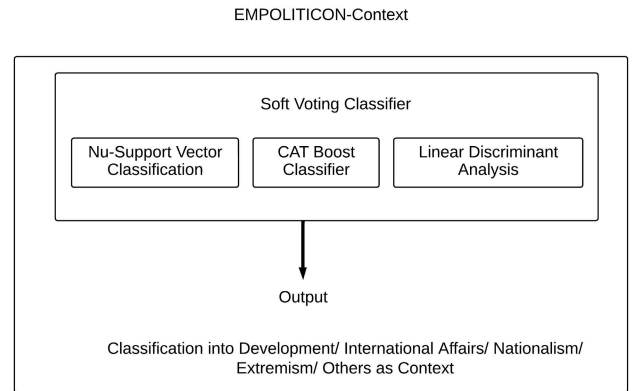 EMPOLITICON-Context
Soft Voting Classifier
Nu-Support Vector
Classification
CAT Boost
Classifier
Linear Discriminant
Analysis
Output
Classification into Development/ International Affairs/ Nationalism/
Extremism/ Others as Context